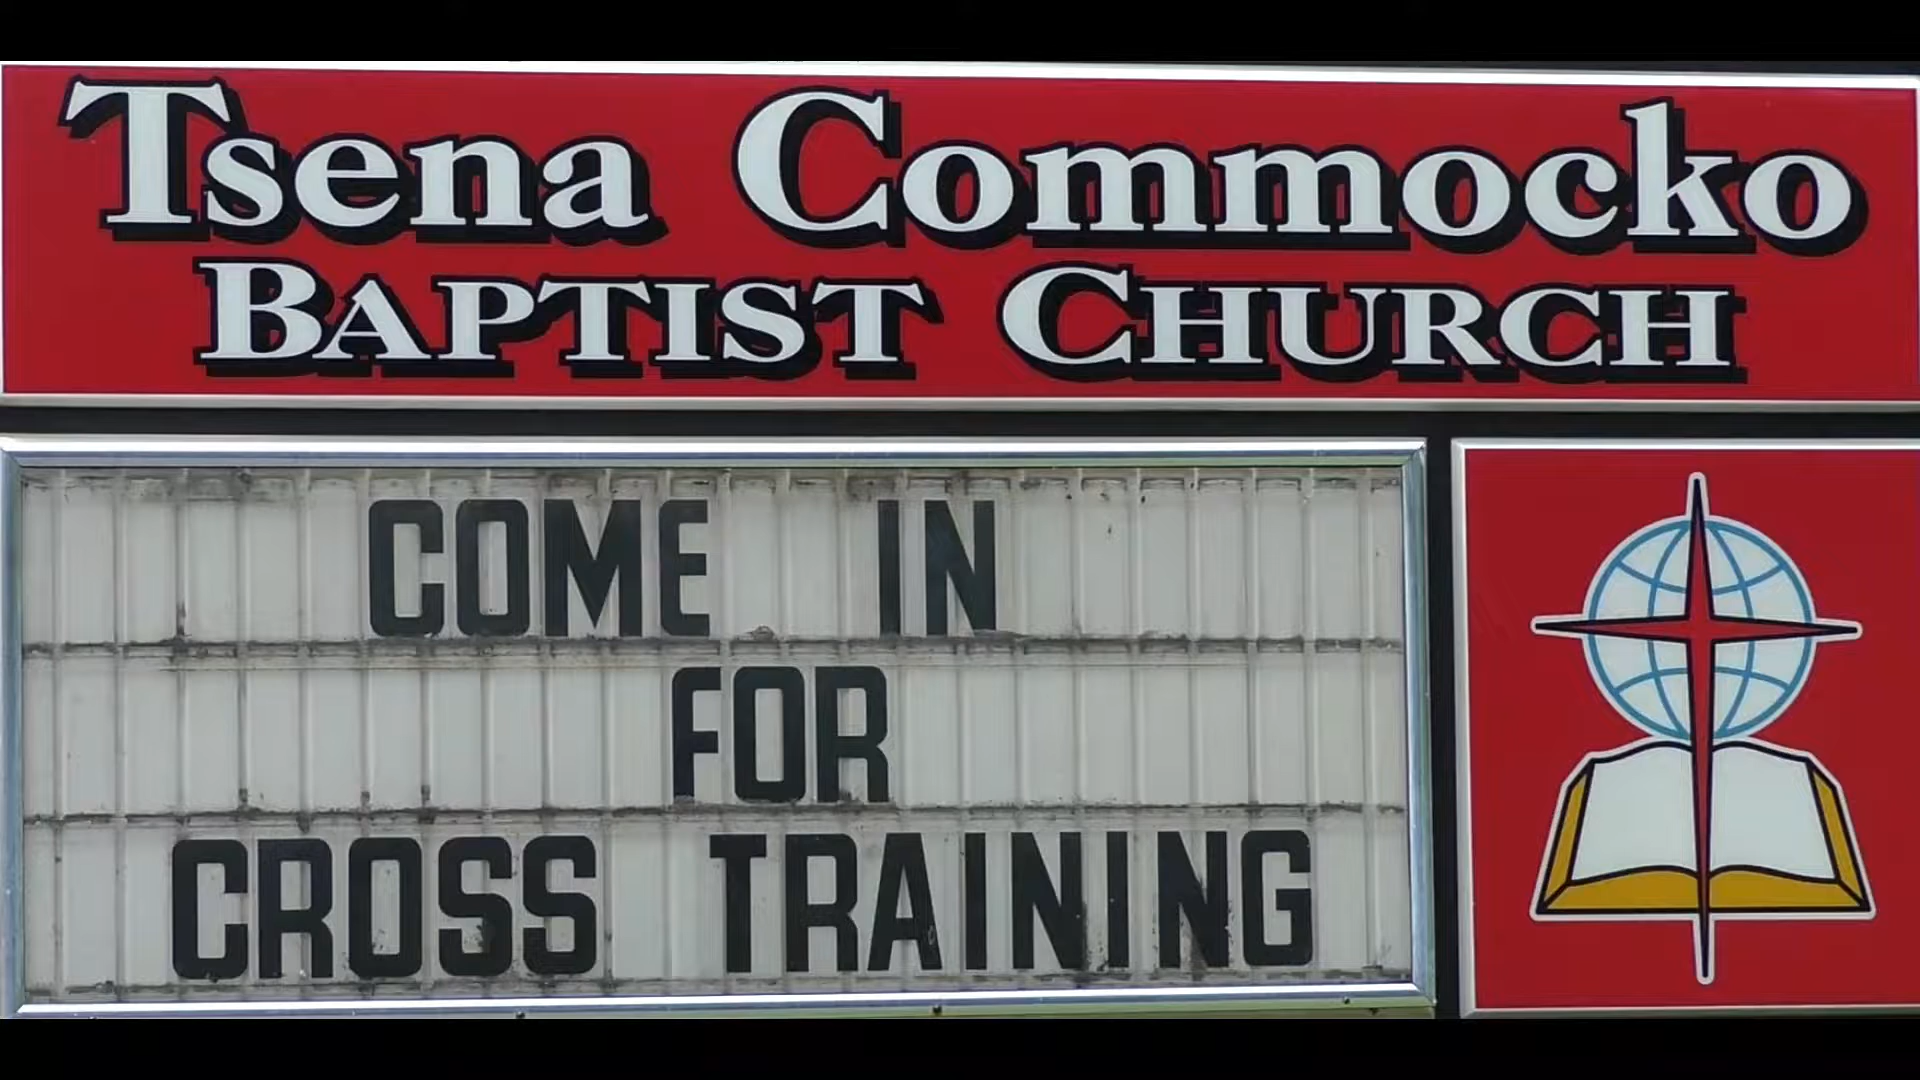 Tsena Commocko
BAPTIST CHURCH
COME IN
FOR
CROSS TRAINING